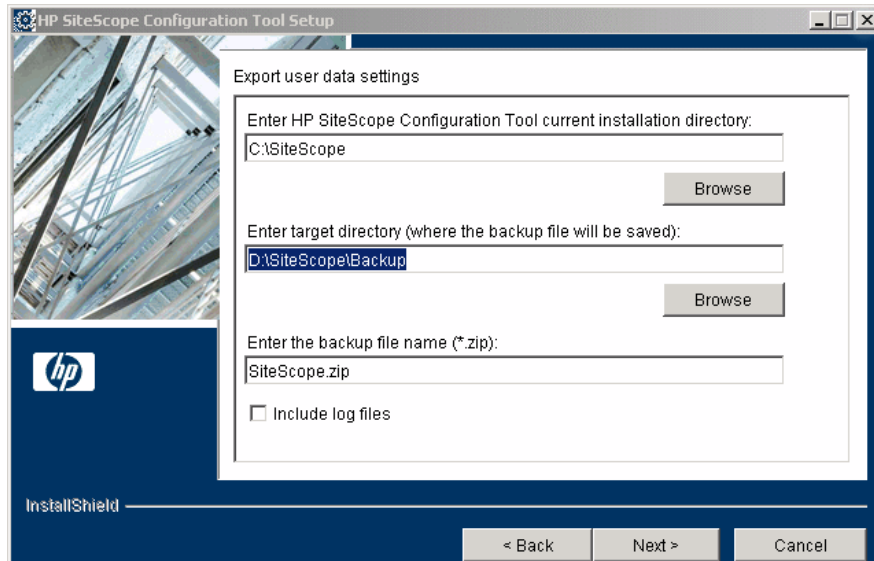 HP SiteScope Configuration Tool Setup
Export user data settings
Enter HP SiteScope Configuration Tool current installation directory:
C:\SiteScope
Browse
Enter target directory (where the backup file will be saved):
D:\SiteScope\Backup
Browse
Enter the backup file name (*.zip):
SiteScope.zip
Include log files
hp
InstallShield
< Back Next > Cancel